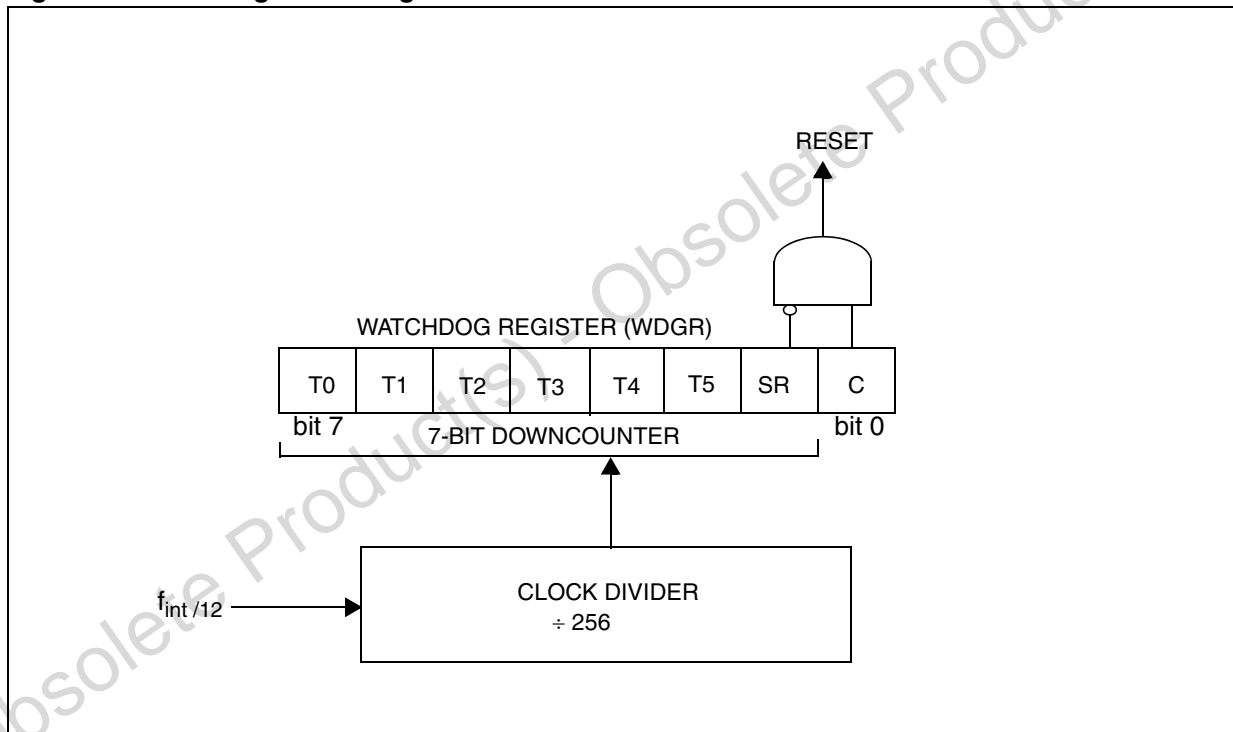 RESET
WATCHDOG REGISTER (WDGR)
T0 T1 T2 T3 T4 T5 SR C
bit 7 7-BIT DOWNCOUNTER bit 0
fint /12
CLOCK DIVIDER
÷ 256
Obsolete Product(s) - Obsolete Produc